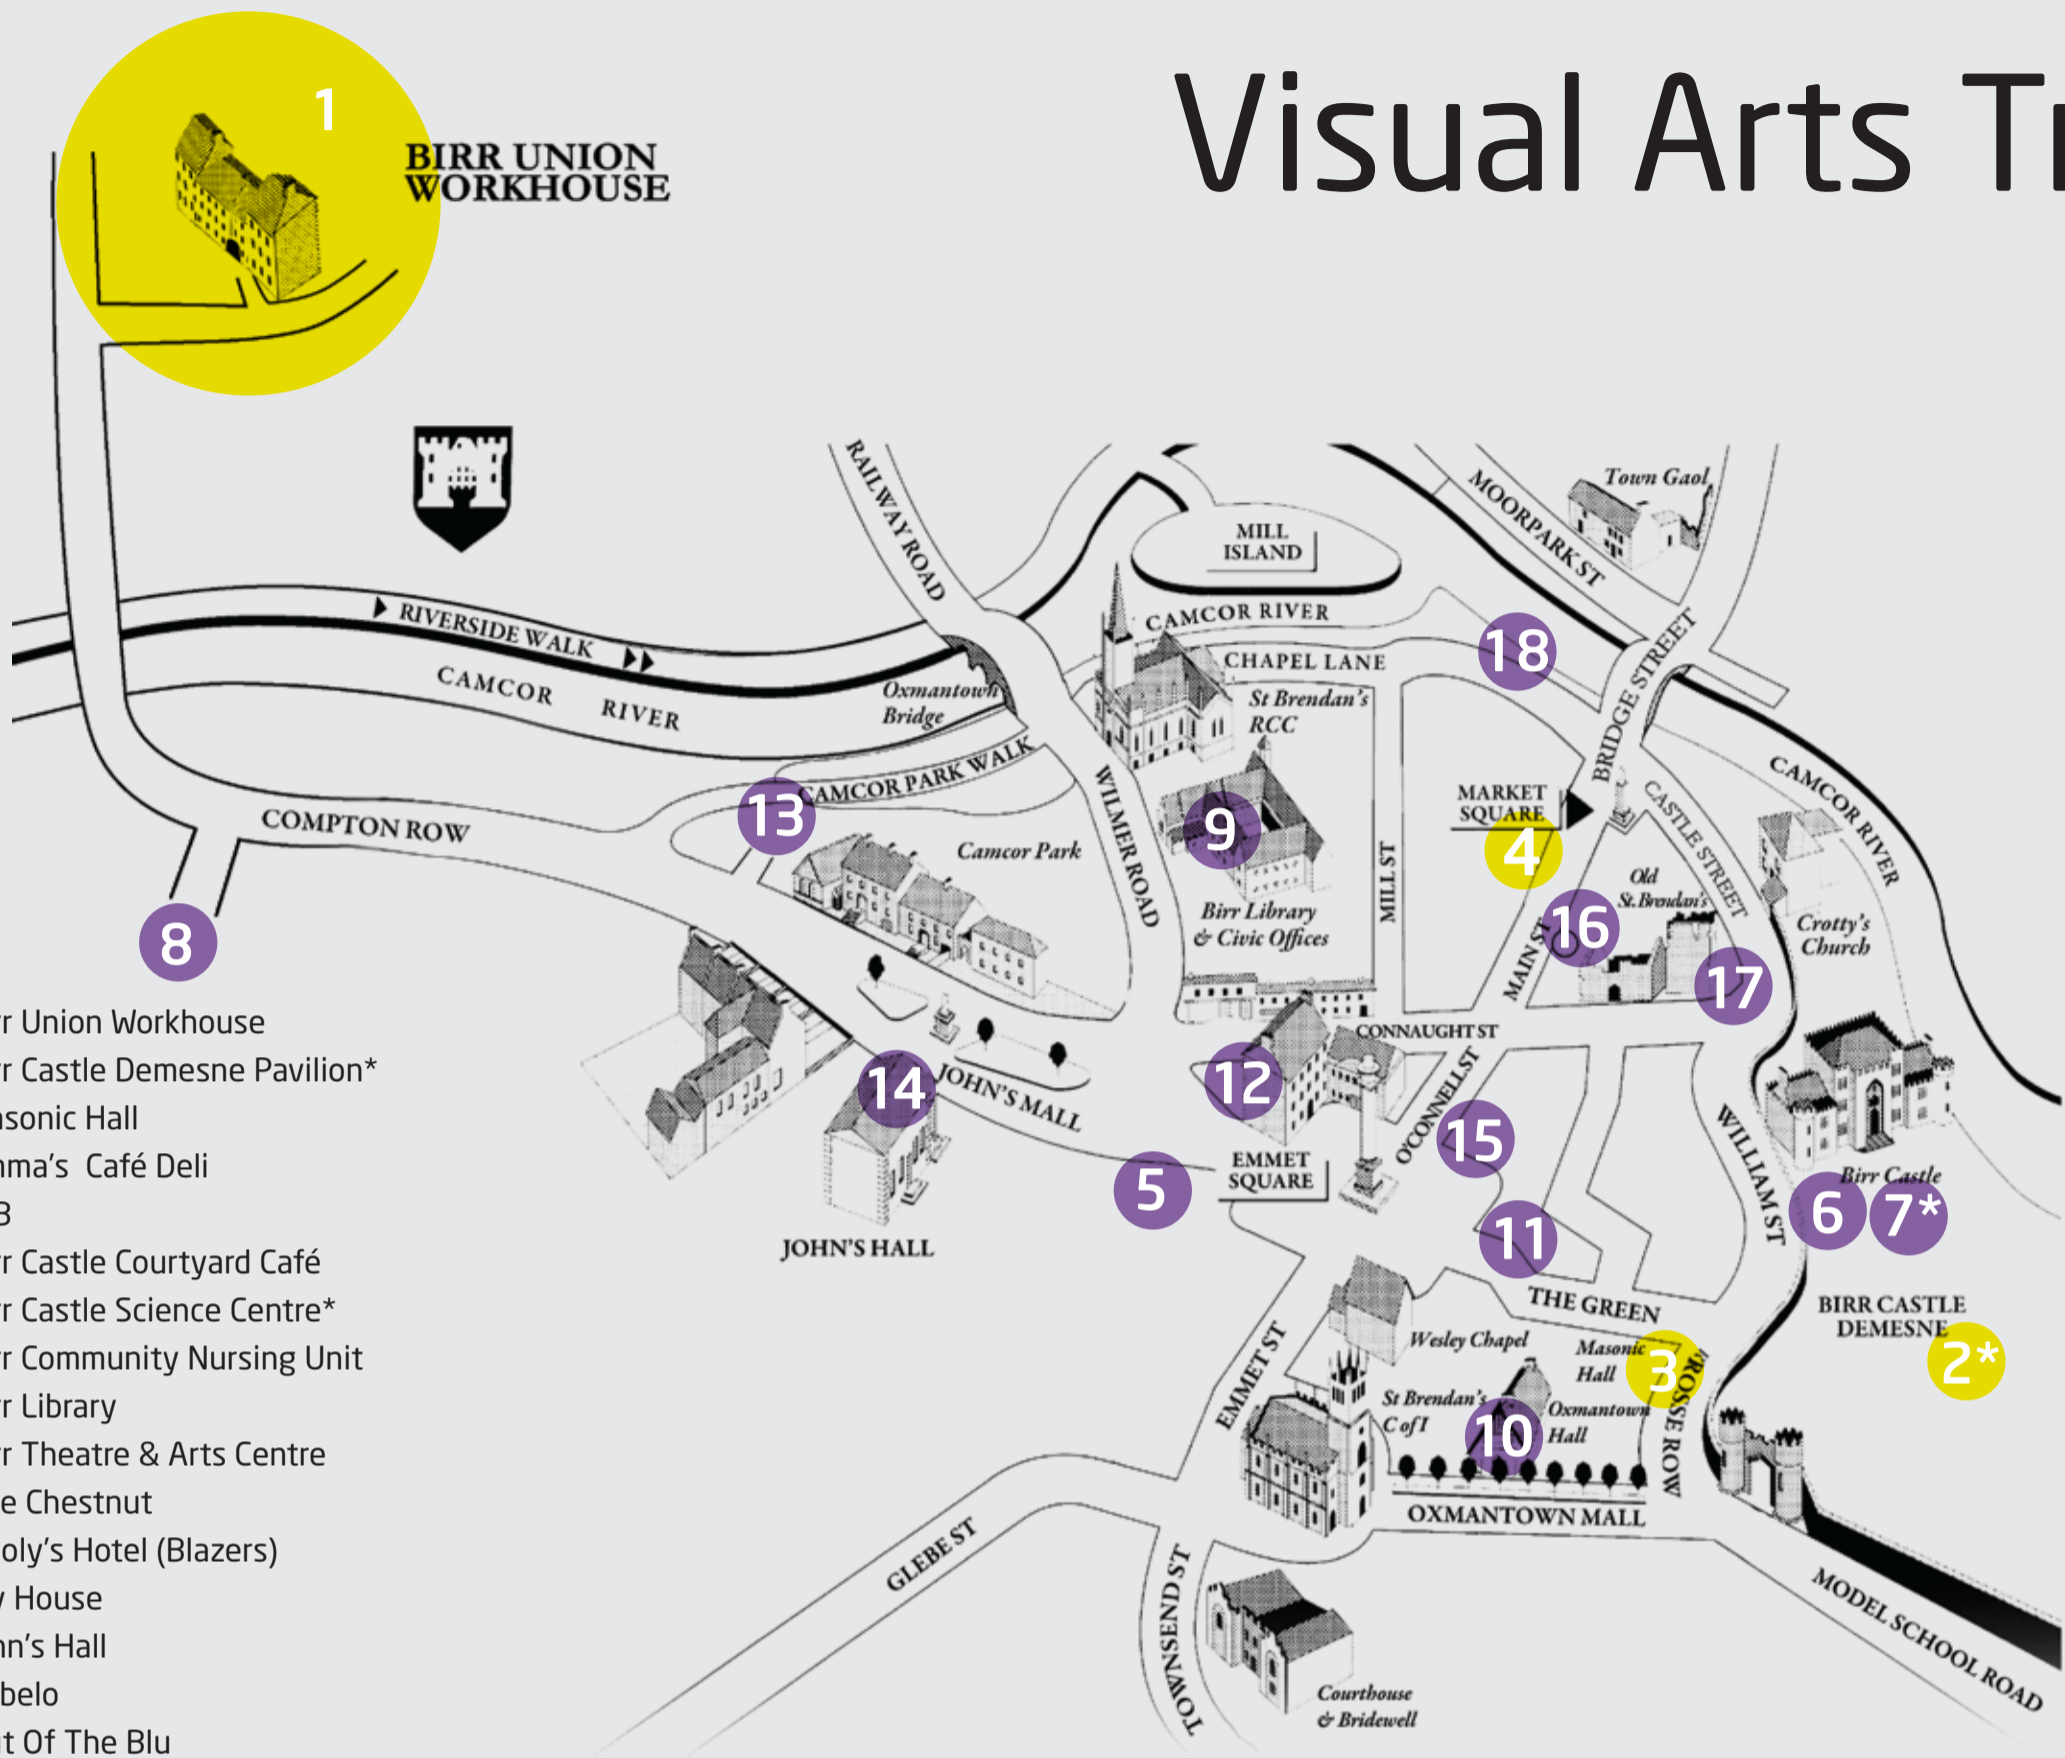 Visual Arts Tr
1
BIRR UNION
WORKHOUSE
RAILWAY ROAD
MILL
ISLAND
MOORPARK ST
Town Gaol
RIVERSIDE WALK
CAMCOR RIVER
CAMCOR RIVER
CHAPEL LANE
18
BRIDGE STREET
Oxmantown
Bridge
St Brendan's
RCC
CAMCOR PARK WALK
13
COMPTON ROW
Camcor Park
WILMER ROAD
9
Birr Library
& Civic Offices
MILL ST
MARKET
SQUARE
4
CASTLE STREET
CAMCOR RIVER
Old
St. Brendan's
16
MAIN ST
17
Crotty's
Church
8
CONNAUGHT ST
12
14
JOHN'S MALL
O'CONNELL ST
15
EMMET
SQUARE
5
JOHN'S HALL
11
WILLIAM ST
Birr Castle
6
7*
THE GREEN
BIRR CASTLE
DEMESNE
2*
EMMET ST
Wesley Chapel
Masonic
Hall
3
ROSSE ROW
St Brendan's
C of I
10
Oxmantown
Hall
OXMANTOWN MALL
GLEBE ST
TOWNSEND ST
MODEL SCHOOL ROAD
Courthouse
& Bridewell
r Union Workhouse
r Castle Demesne Pavilion*
sonic Hall
ma's Café Deli
3
r Castle Courtyard Café
r Castle Science Centre*
r Community Nursing Unit
r Library
r Theatre & Arts Centre
e Chestnut
oly's Hotel (Blazers)
House
n's Hall
belo
t Of The Blu